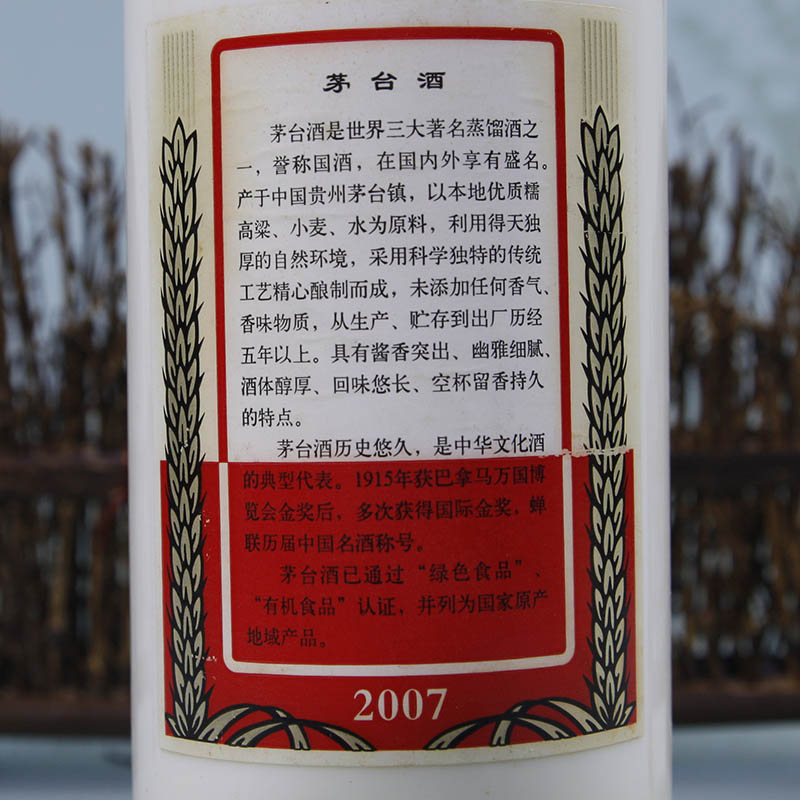 茅台酒
茅台酒是世界三大著名蒸馏酒之
一，誉称国酒，在国内外享有盛名。
产于中国贵州茅台镇，以本地优质糯
高粱、小麦、水为原料，利用得天独
厚的自然环境，采用科学独特的传统
工艺精心酿制而成，未添加任何香气、
香味物质，从生产、贮存到出厂历经
五年以上。具有酱香突出、幽雅细腻、
酒体醇厚、回味悠长、空杯留香持久
的特点。
茅台酒历史悠久，是中华文化酒
的典型代表。1915年获巴拿马万国博
览会金奖后，多次获得国际金奖，蝉
联历届中国名酒称号。
茅台酒已通过“绿色食品”、
“有机食品”认证，并列为国家原产
地域产品。
2007